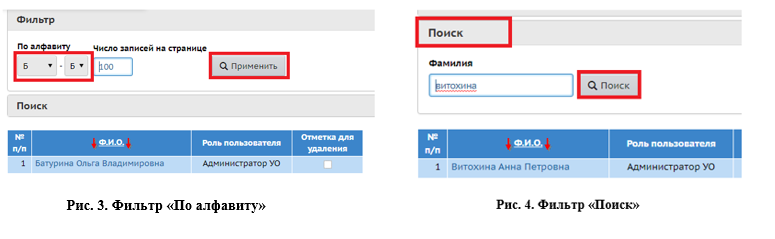 Фильтр
По алфавиту
Число записей на странице
Б - Б
100
Применить
Поиск
№ п/п
Ф.И.О.
Роль пользователя
Отметка для удаления
1 Батурина Ольга Владимировна Администратор УО
Рис. 3. Фильтр «По алфавиту»
Поиск
Фамилия
витохина
Поиск
№ п/п
Ф.И.О.
Роль пользователя
1 Витохина Анна Петровна Администратор УО
Рис. 4. Фильтр «Поиск»